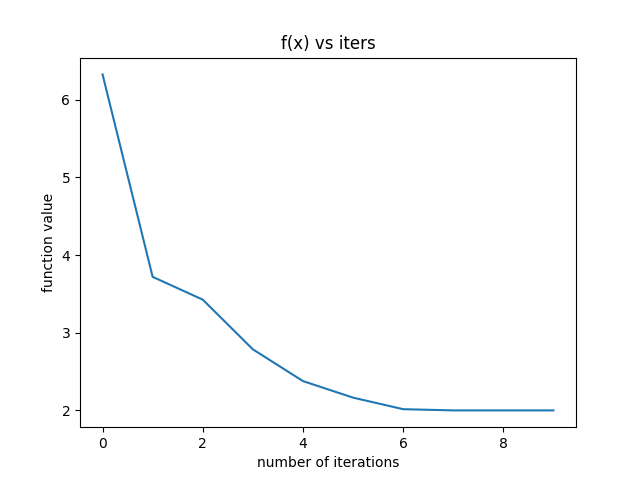 f(x) vs iters
function value
6
5
4
3
2
0 2 4 6 8
number of iterations